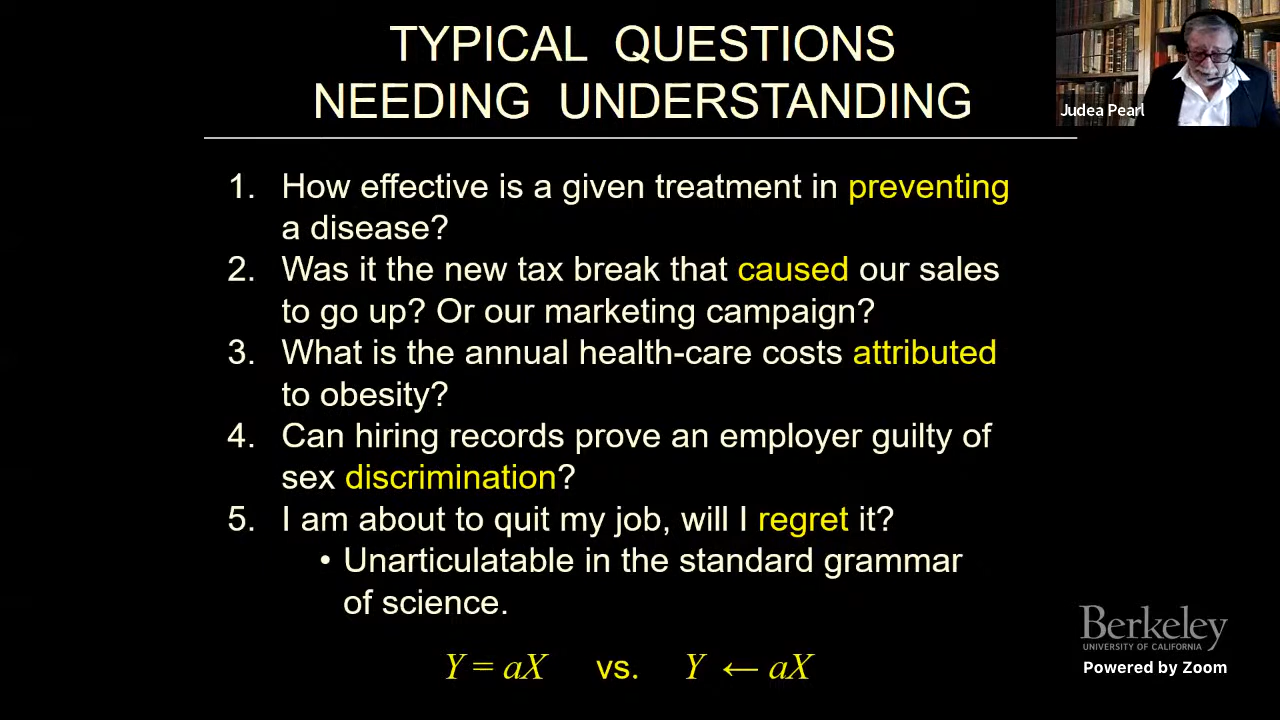 TYPICAL QUESTIONS
NEEDING UNDERSTANDING
Judea Pearl
1. How effective is a given treatment in preventing
a disease?
2. Was it the new tax break that caused our sales
to go up? Or our marketing campaign?
3. What is the annual health-care costs attributed
to obesity?
4. Can hiring records prove an employer guilty of
sex discrimination?
5. I am about to quit my job, will I regret it?
• Unarticulatable in the standard grammar
of science.
Y = aX vs. Y ← aX
Berkeley
UNIVERSITY OF CALIFORNIA
Powered by Zoom